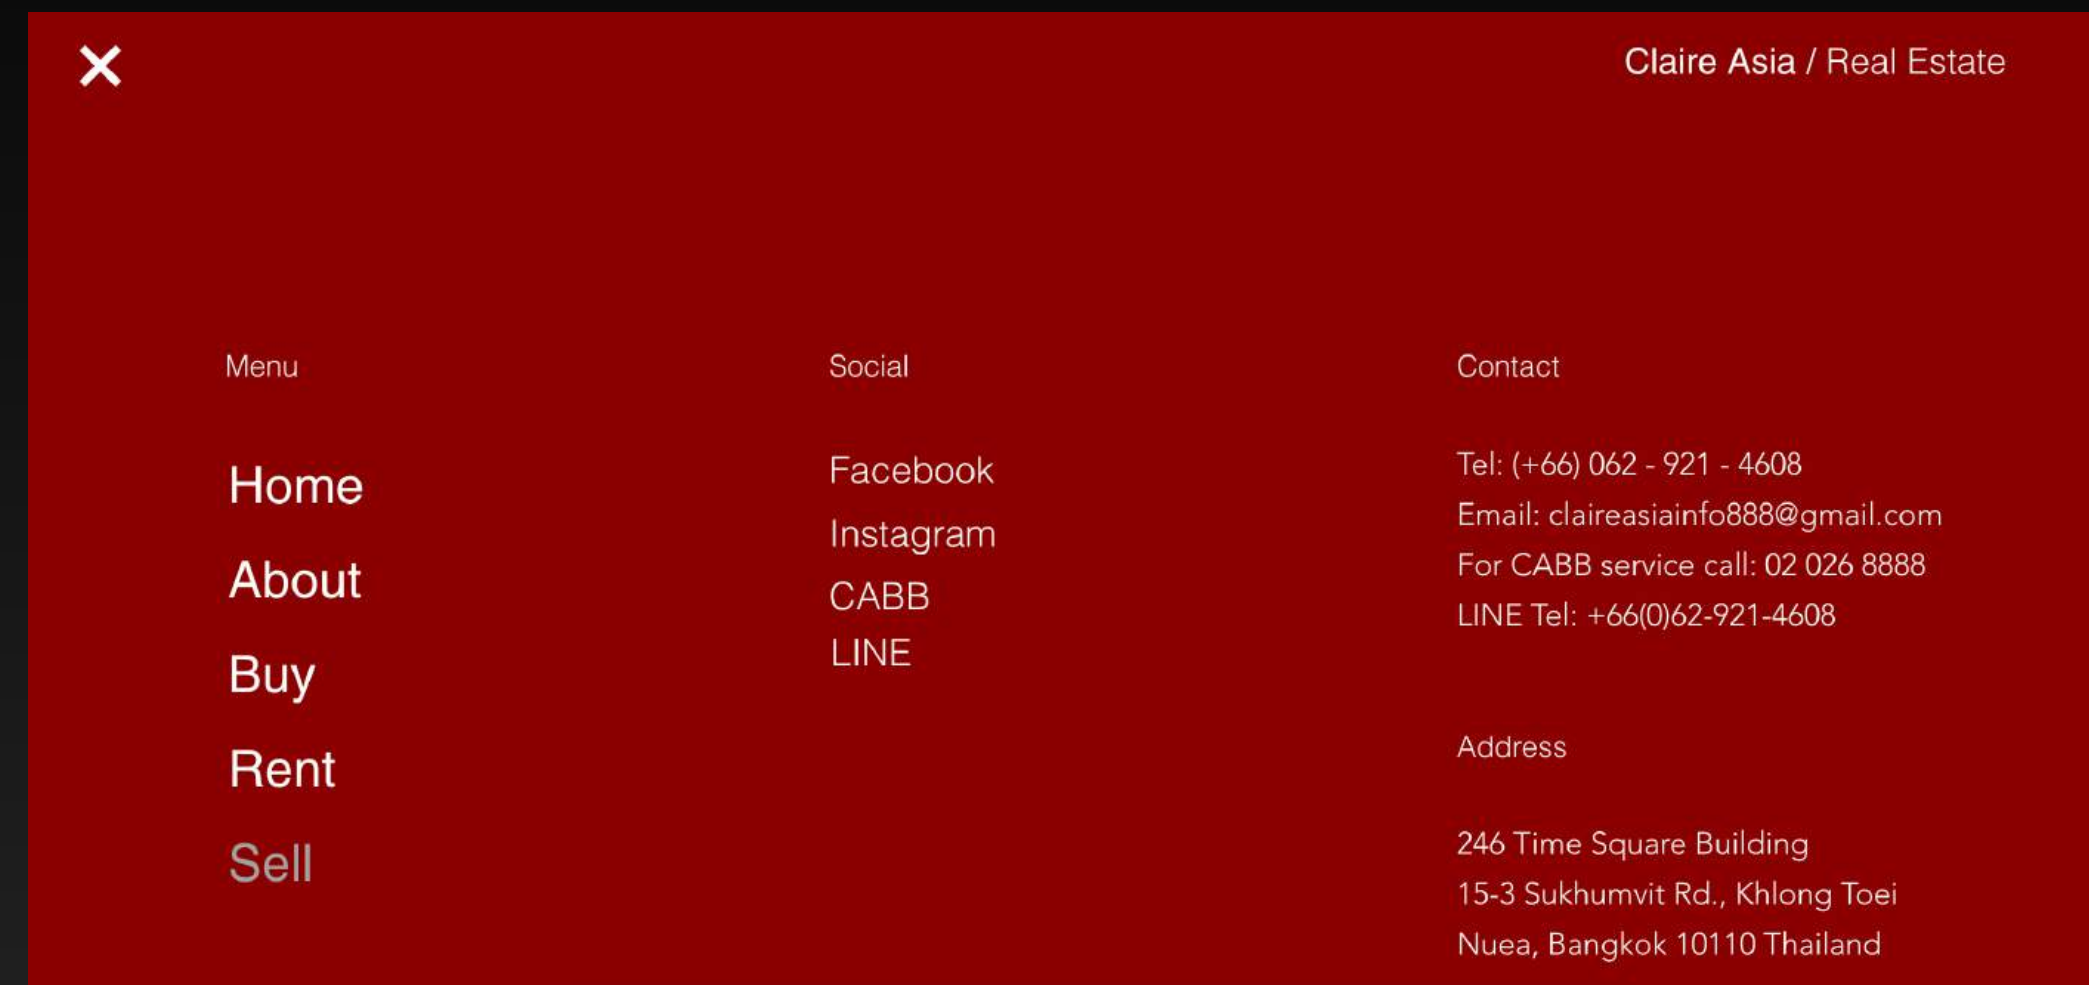 Claire Asia / Real Estate
Menu
Home
About
Buy
Rent
Sell
Social
Facebook
Instagram
CABB
LINE
Contact
Tel: (+66) 062 - 921 - 4608
Email: claireasiainfo888@gmail.com
For CABB service call: 02 026 8888
LINE Tel: +66(0)62-921-4608
Address
246 Time Square Building
15-3 Sukhumvit Rd., Khlong Toei
Nuea, Bangkok 10110 Thailand